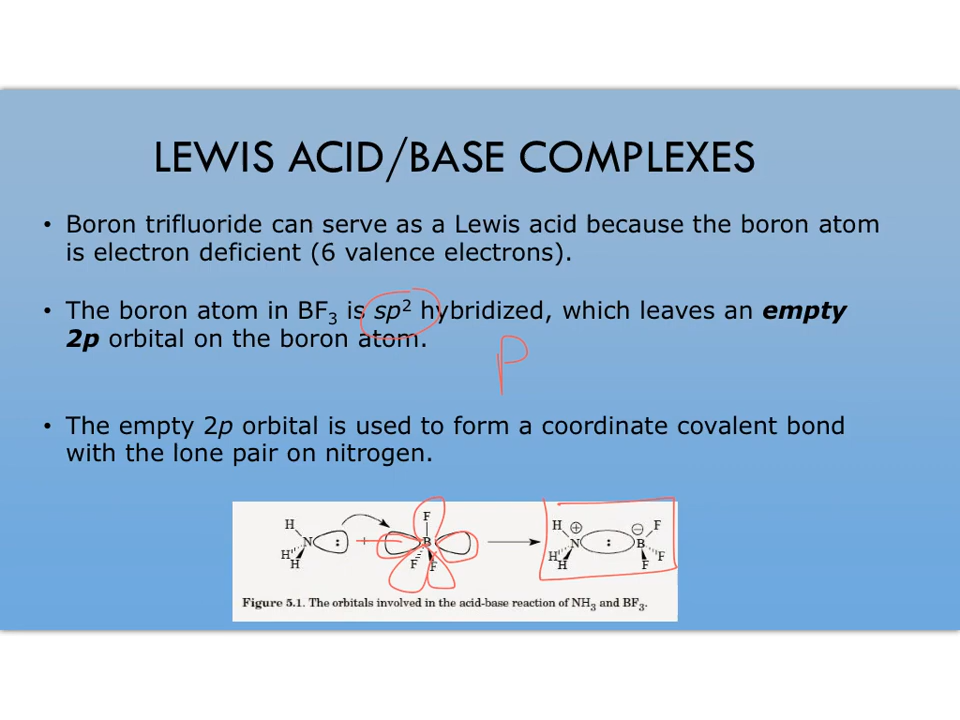 LEWIS ACID/BASE COMPLEXES
• Boron trifluoride can serve as a Lewis acid because the boron atom
is electron deficient (6 valence electrons).
• The boron atom in BF₃ is sp² hybridized, which leaves an empty
2p orbital on the boron atom.
P
• The empty 2p orbital is used to form a coordinate covalent bond
with the lone pair on nitrogen.
H N : H H + F B F F H ⊕ N H H : ⊖ B F F F
Figure 5.1. The orbitals involved in the acid-base reaction of NH₃ and BF₃.